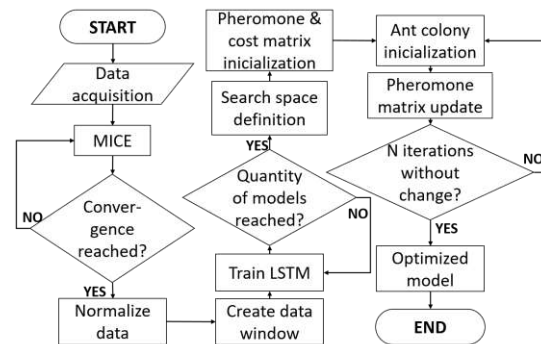 START
Data
acquisition
MICE
NO
Conver-
gence
reached?
YES
Normalize
data
Create data
window
Train LSTM
Quantity
of models
reached?
NO
YES
Search space
definition
Pheromone &
cost matrix
inicialization
Ant colony
inicialization
Pheromone
matrix update
N iterations
without
change?
NO
YES
Optimized
model
END